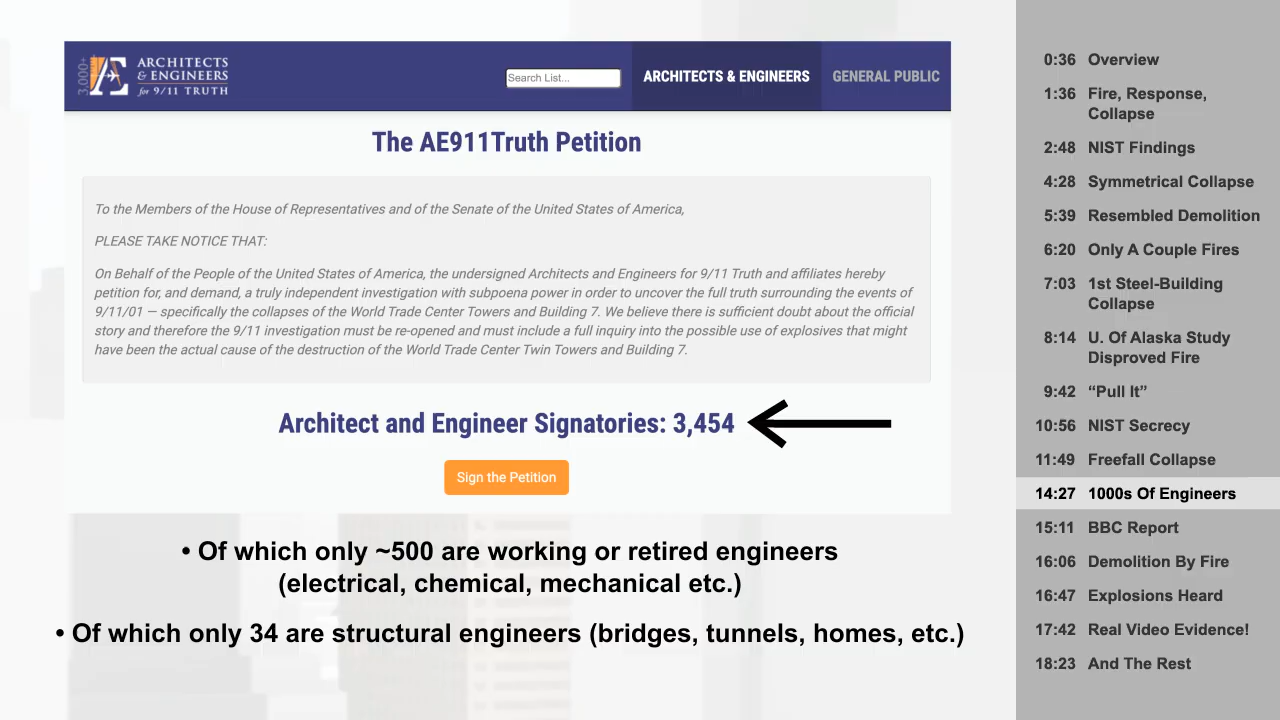 3,000+
ARCHITECTS
& ENGINEERS
for 9/11 TRUTH
Search List...
ARCHITECTS & ENGINEERS
GENERAL PUBLIC
The AE911Truth Petition
To the Members of the House of Representatives and of the Senate of the United States of America,
PLEASE TAKE NOTICE THAT:
On Behalf of the People of the United States of America, the undersigned Architects and Engineers for 9/11 Truth and affiliates hereby
petition for, and demand, a truly independent investigation with subpoena power in order to uncover the full truth surrounding the events of
9/11/01 — specifically the collapses of the World Trade Center Towers and Building 7. We believe there is sufficient doubt about the official
story and therefore the 9/11 investigation must be re-opened and must include a full inquiry into the possible use of explosives that might
have been the actual cause of the destruction of the World Trade Center Twin Towers and Building 7.
Architect and Engineer Signatories: 3,454
Sign the Petition
• Of which only ~500 are working or retired engineers
(electrical, chemical, mechanical etc.)
• Of which only 34 are structural engineers (bridges, tunnels, homes, etc.)
0:36 Overview
1:36 Fire, Response,
Collapse
2:48 NIST Findings
4:28 Symmetrical Collapse
5:39 Resembled Demolition
6:20 Only A Couple Fires
7:03 1st Steel-Building
Collapse
8:14 U. Of Alaska Study
Disproved Fire
9:42 “Pull It”
10:56 NIST Secrecy
11:49 Freefall Collapse
14:27 1000s Of Engineers
15:11 BBC Report
16:06 Demolition By Fire
16:47 Explosions Heard
17:42 Real Video Evidence!
18:23 And The Rest